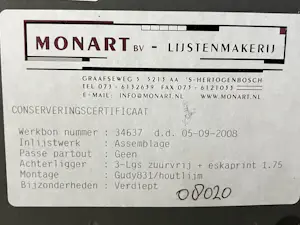 MONART BV - LIJSTENMAKERIJ
GRAAFSEWEG 5 5213 AA 'S-HERTOGENBOSCH
TEL 073-6132639 FAX 073-6121033
E-MAIL INFO@MONART.NL WWW.MONART.NL
CONSERVERINGSCERTIFICAAT
Werkbon nummer : 34637 d.d. 05-09-2008
Inlijstwerk : Assemblage
Passe partout : Geen
Achterligger : 3-Lgs zuurvrij + eskaprint 1.75
Montage : Gudy831/houtlijm
Bijzonderheden : Verdiept
08020